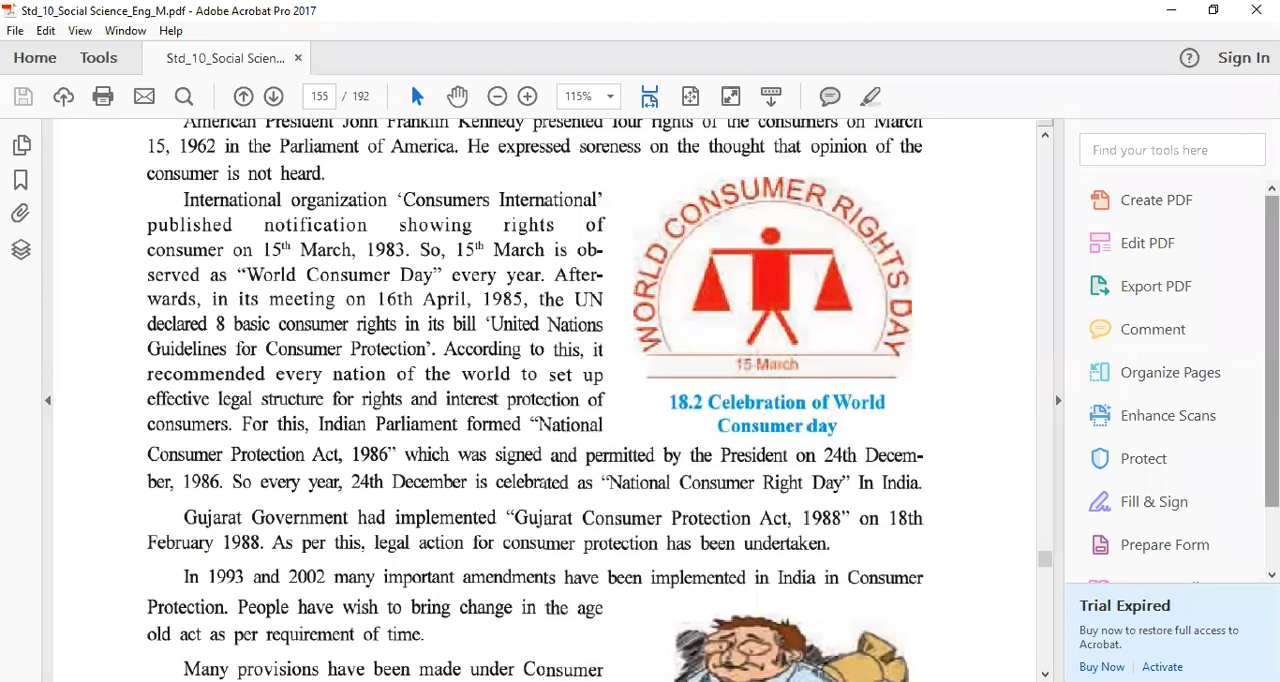 Std_10_Social Science_Eng_M.pdf - Adobe Acrobat Pro 2017
File Edit View Window Help
Home Tools Std_10_Social Scien... × ? Sign In
155 / 192 115%
American President John Franklin Kennedy presented four rights of the consumers on March
15, 1962 in the Parliament of America. He expressed soreness on the thought that opinion of the
consumer is not heard.
International organization ‘Consumers International’
published notification showing rights of
consumer on 15th March, 1983. So, 15th March is ob-
served as “World Consumer Day” every year. After-
wards, in its meeting on 16th April, 1985, the UN
declared 8 basic consumer rights in its bill ‘United Nations
Guidelines for Consumer Protection’. According to this, it
recommended every nation of the world to set up
effective legal structure for rights and interest protection of
consumers. For this, Indian Parliament formed “National
WORLD CONSUMER RIGHTS DAY
15 March
18.2 Celebration of World
Consumer day
Consumer Protection Act, 1986” which was signed and permitted by the President on 24th Decem-
ber, 1986. So every year, 24th December is celebrated as “National Consumer Right Day” In India.
Gujarat Government had implemented “Gujarat Consumer Protection Act, 1988” on 18th
February 1988. As per this, legal action for consumer protection has been undertaken.
In 1993 and 2002 many important amendments have been implemented in India in Consumer
Protection. People have wish to bring change in the age
old act as per requirement of time.
Many provisions have been made under Consumer
Find your tools here
Create PDF
Edit PDF
Export PDF
Comment
Organize Pages
Enhance Scans
Protect
Fill & Sign
Prepare Form
Trial Expired
Buy now to restore full access to
Acrobat.
Buy Now | Activate